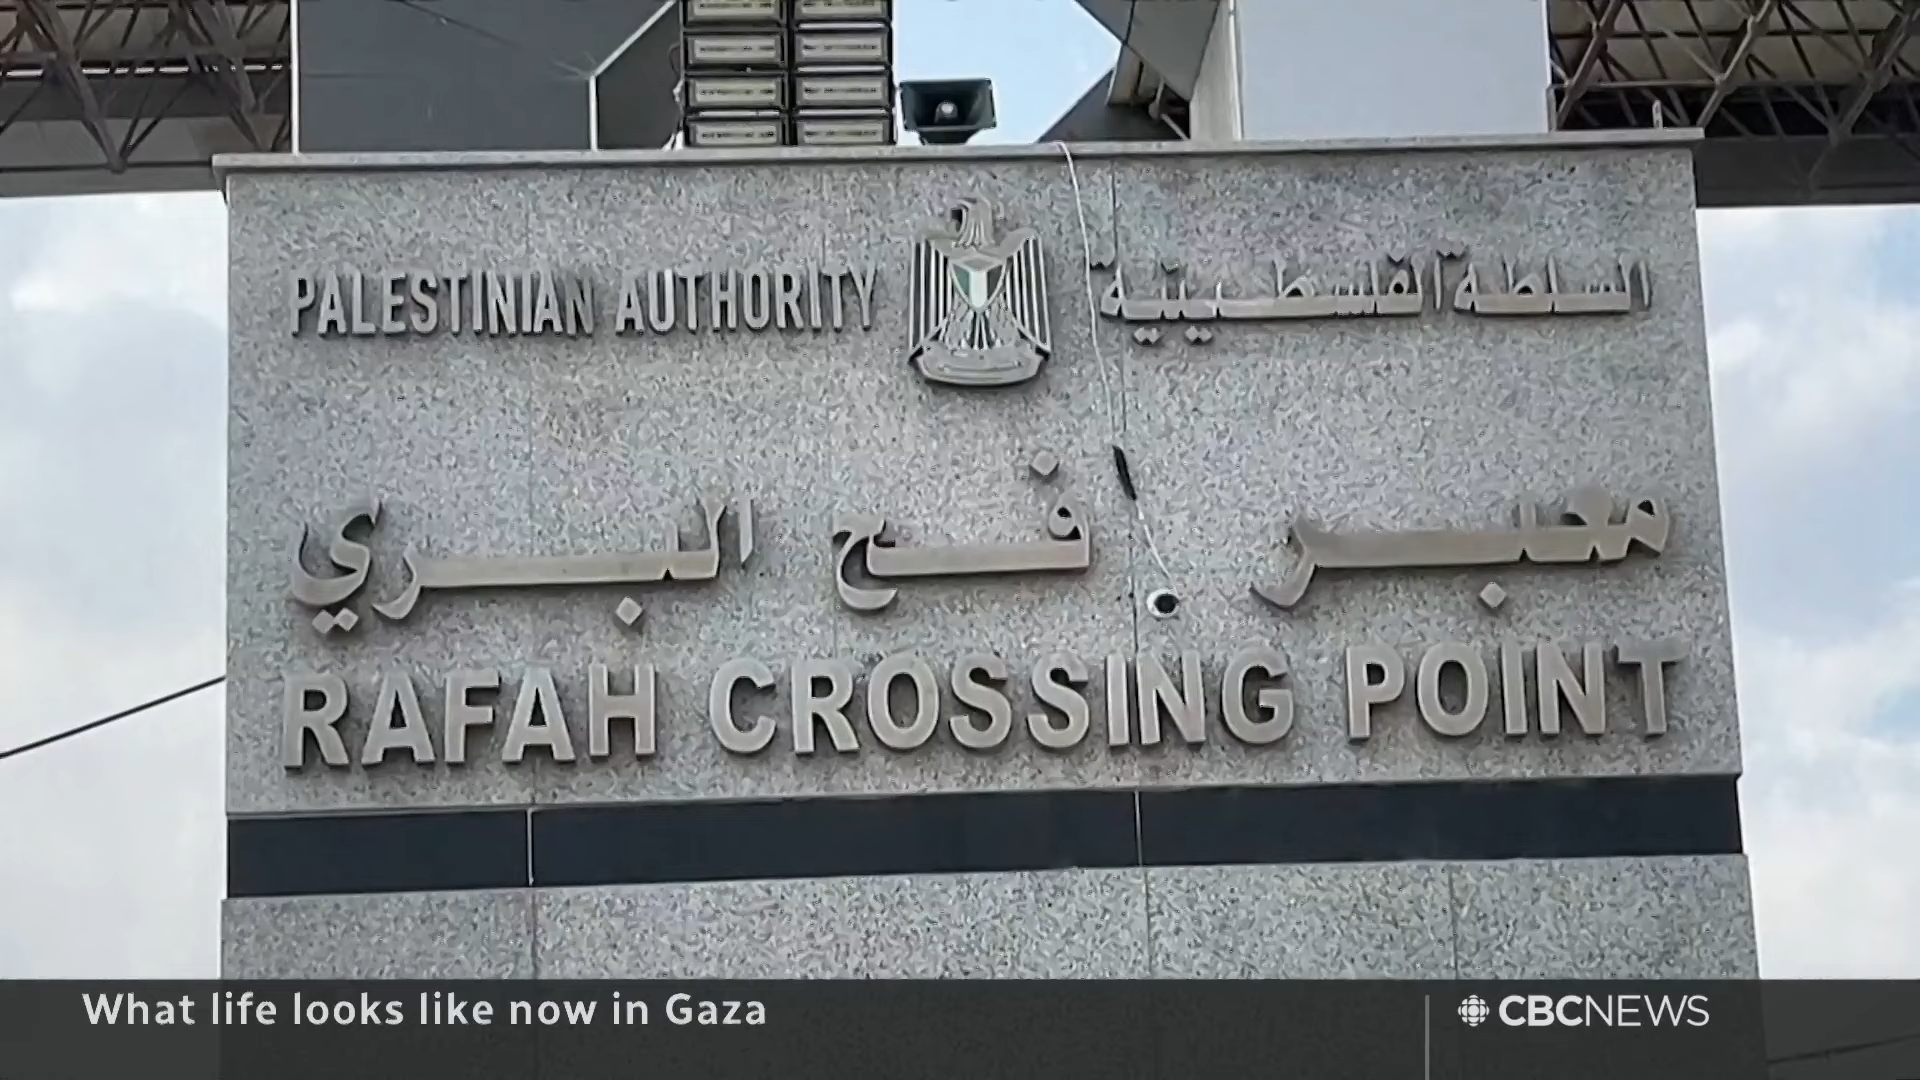 PALESTINIAN AUTHORITY
السلطة الفلسطينية
معبر رفح البري
RAFAH CROSSING POINT
What life looks like now in Gaza
CBCNEWS